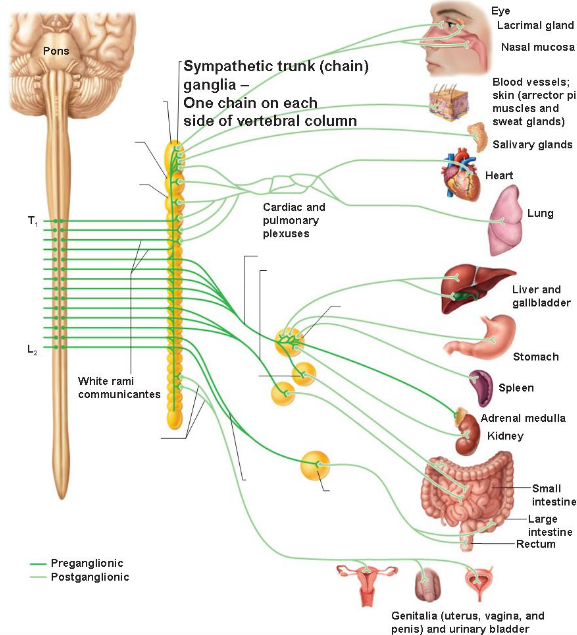 Eye
Lacrimal gland
Nasal mucosa
Pons
Sympathetic trunk (chain)
ganglia –
One chain on each
side of vertebral column
Blood vessels;
skin (arrector pi
muscles and
sweat glands)
Salivary glands
Heart
Cardiac and
pulmonary
plexuses
Lung
T1
Liver and
gallbladder
Stomach
L2
White rami
communicantes
Spleen
Adrenal medulla
Kidney
Small
intestine
Large
intestine
Rectum
Preganglionic
Postganglionic
Genitalia (uterus, vagina, and
penis) and urinary bladder